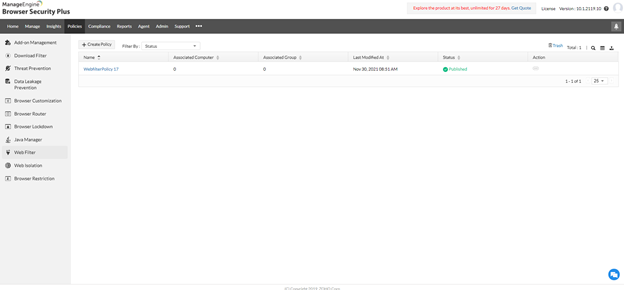 ManageEngine
Browser Security Plus
Explore the product at its best, unlimited for 27 days. Get Quote
License Version: 10.1.2119.10
Home Manage Insights Policies Compliance Reports Agent Admin Support
Add-on Management
Download Filter
Threat Prevention
Data Leakage
Prevention
Browser Customization
Browser Router
Browser Lockdown
Java Manager
Web Filter
Web Isolation
Browser Restriction
+ Create Policy Filter By : Status
Trash Total : 1
Name Associated Computer Associated Group Last Modified At Status Action
WebfilterPolicy 17 0 0 Nov 30, 2021 08:51 AM Published
1 - 1 of 1 25